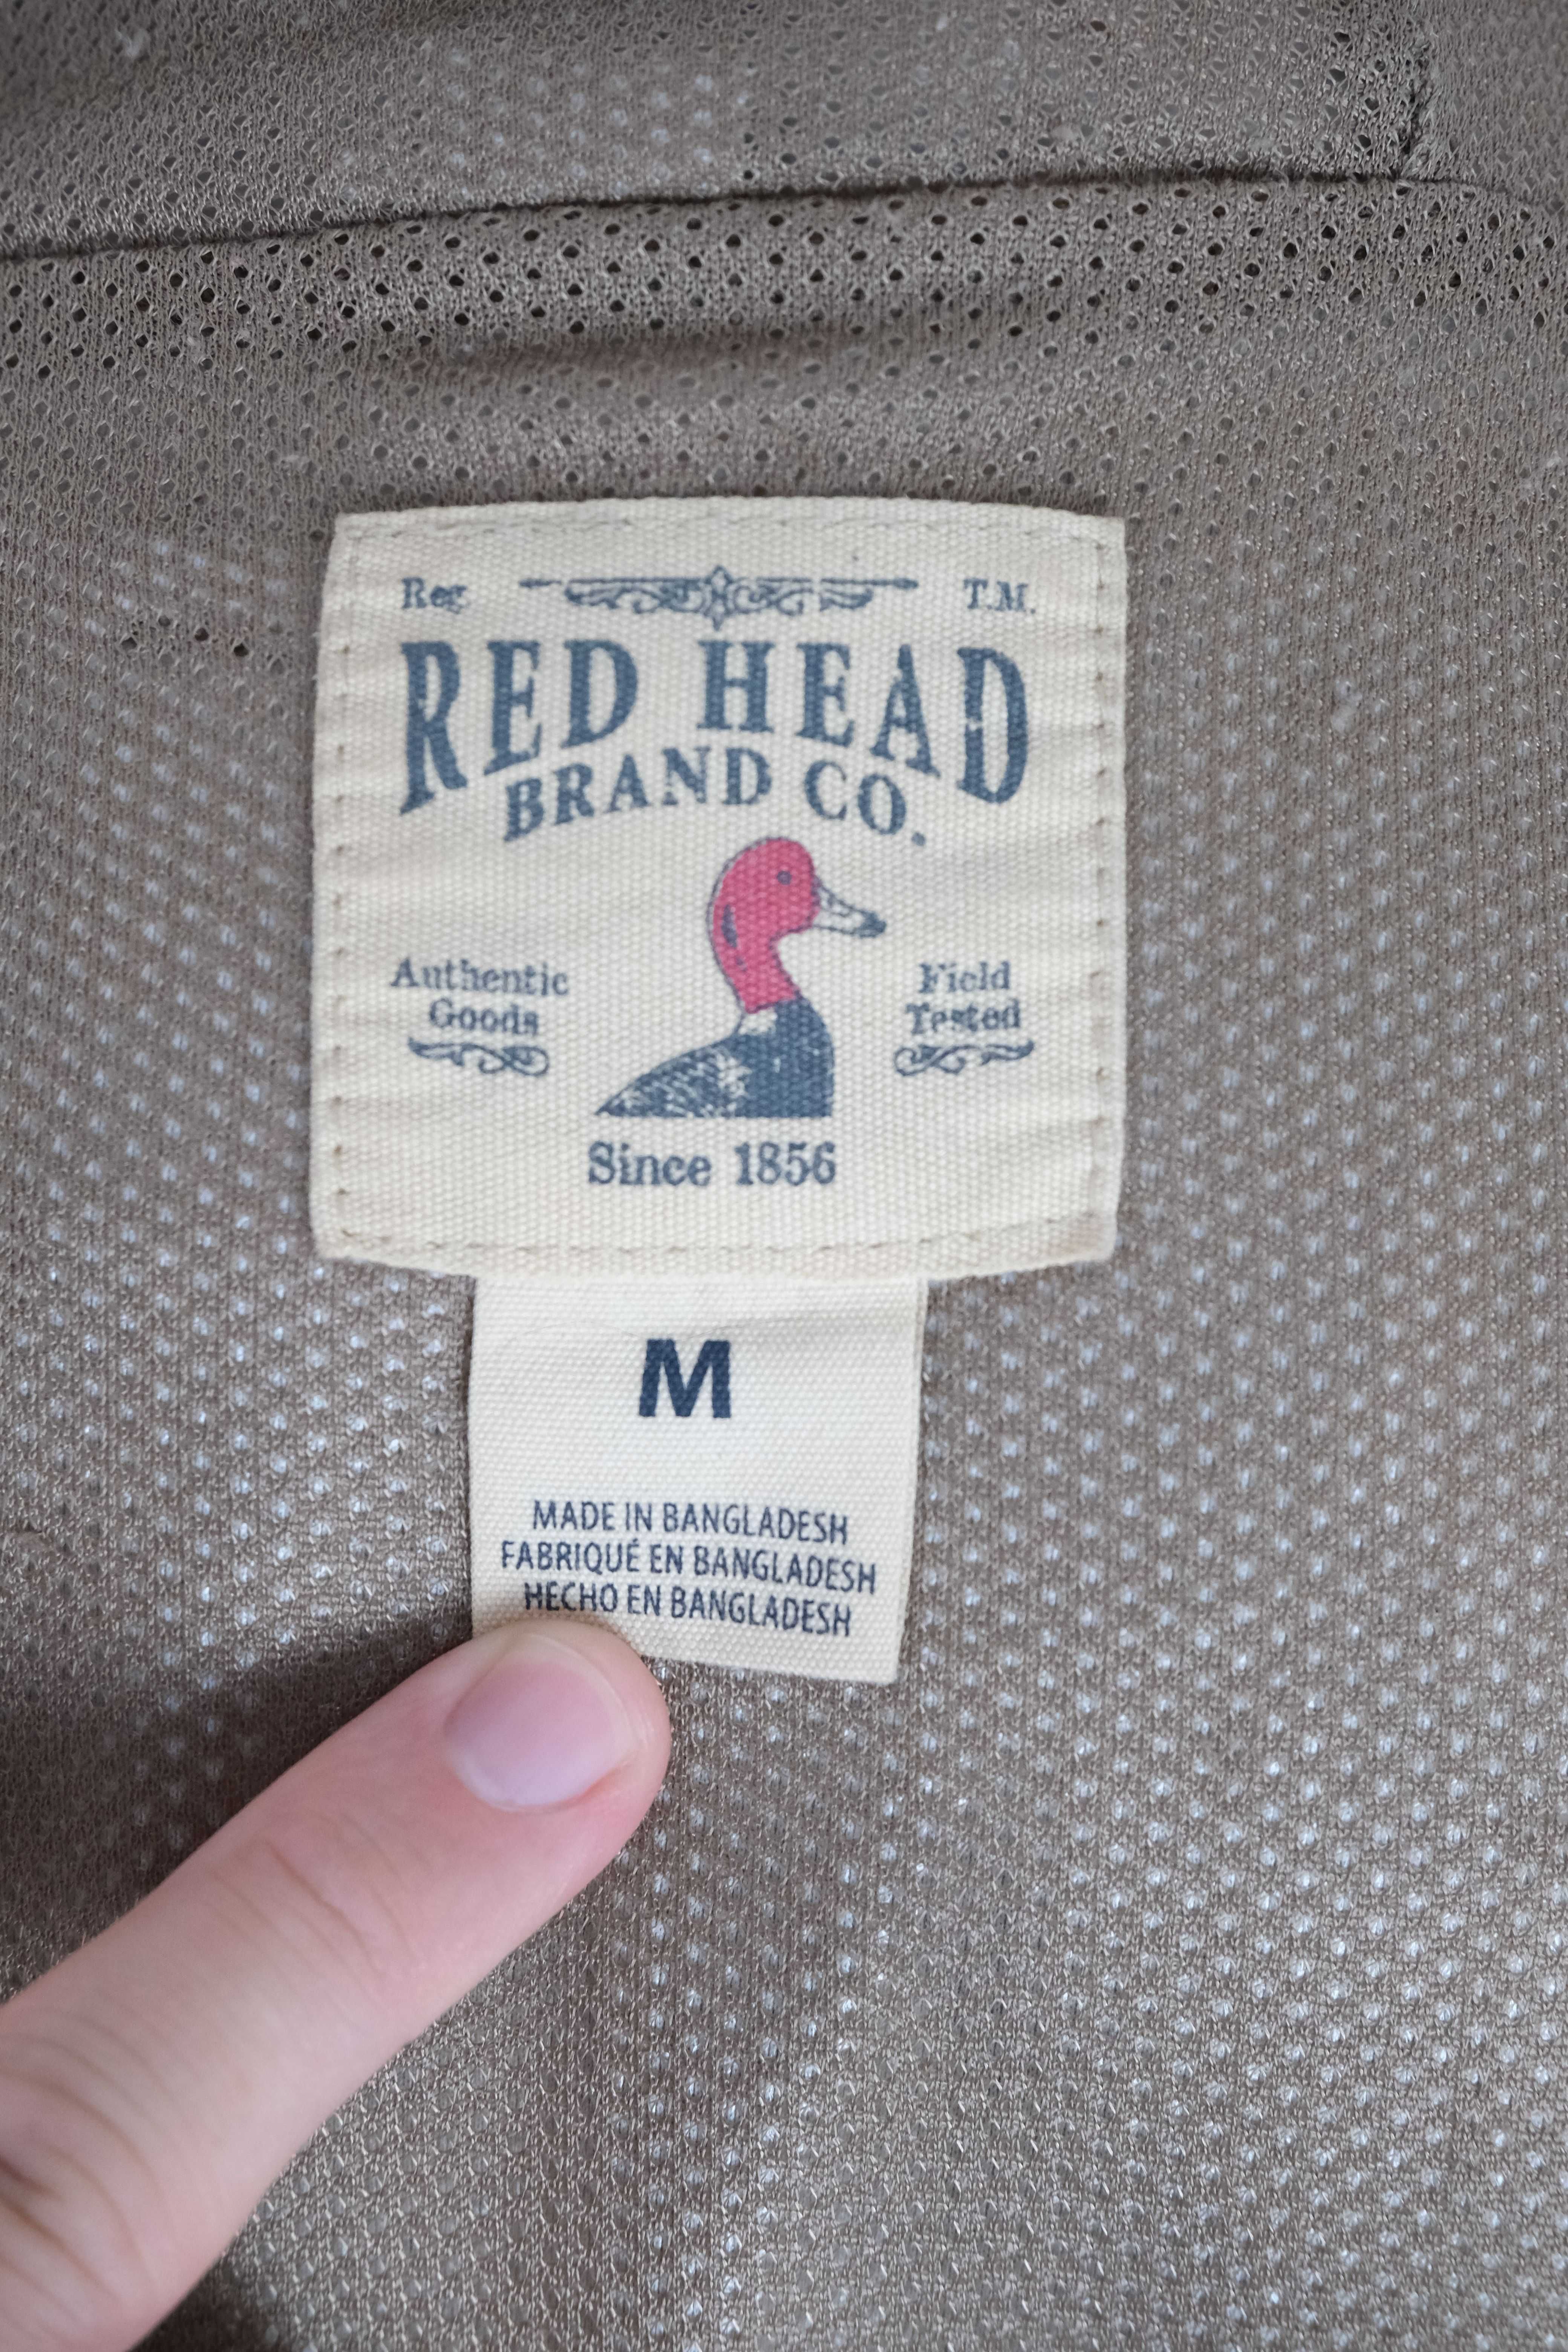 Reg T.M.
RED HEAD
BRAND CO.
Authentic
Goods
Field
Tested
Since 1856
M
MADE IN BANGLADESH
FABRIQUÉ EN BANGLADESH
HECHO EN BANGLADESH